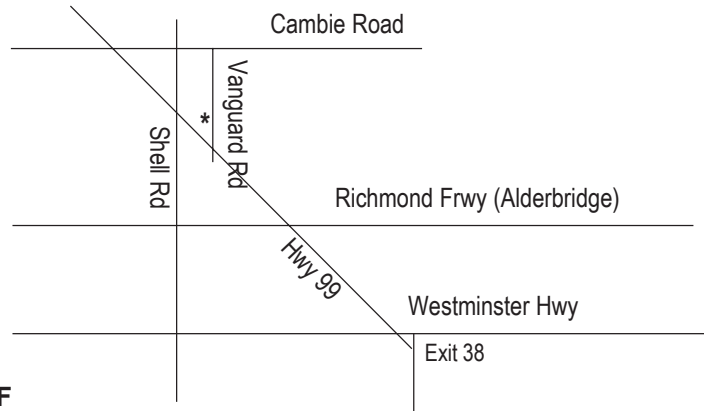 Cambie Road
Vanguard Rd
*
Shell Rd
Richmond Frwy (Alderbridge)
Hwy 99
Westminster Hwy
Exit 38
F